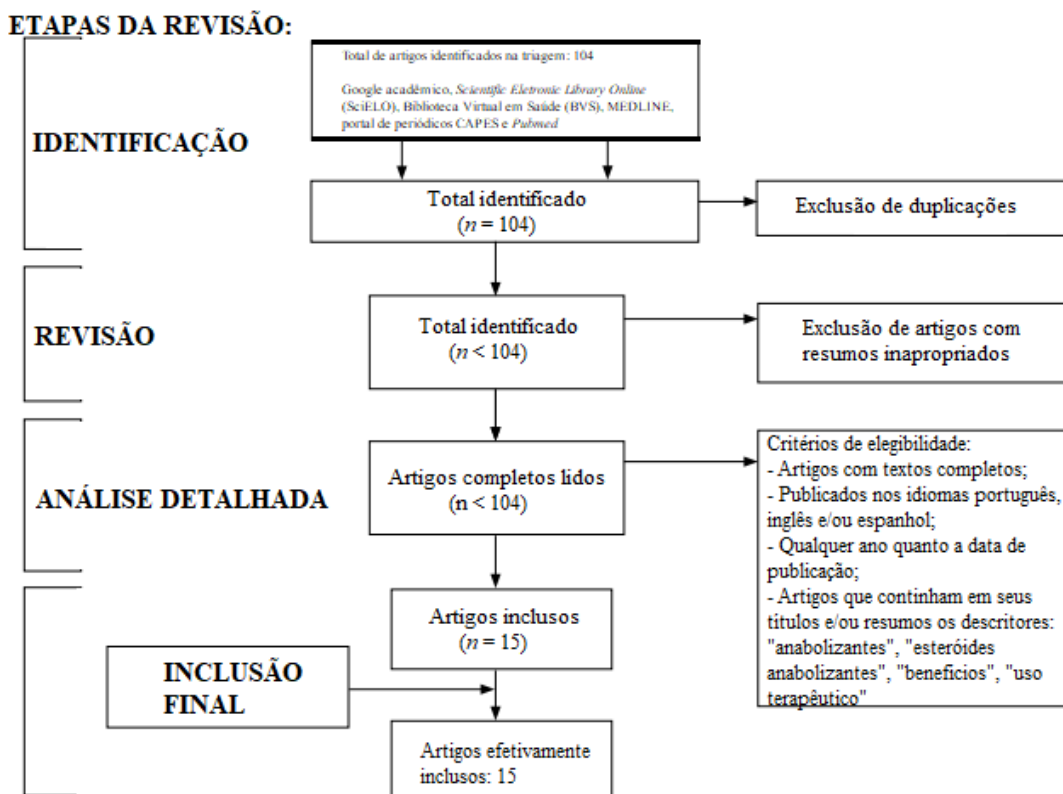 ETAPAS DA REVISÃO:
Total de artigos identificados na triagem: 104
Google acadêmico, Scientific Eletronic Library Online
(SciELO), Biblioteca Virtual em Saúde (BVS), MEDLINE,
portal de periódicos CAPES e Pubmed
IDENTIFICAÇÃO
Total identificado
(n = 104)
Exclusão de duplicações
REVISÃO
Total identificado
(n < 104)
Exclusão de artigos com
resumos inapropriados
ANÁLISE DETALHADA
Artigos completos lidos
(n < 104)
Critérios de elegibilidade:
- Artigos com textos completos;
- Publicados nos idiomas português,
inglês e/ou espanhol;
- Qualquer ano quanto a data de
publicação;
- Artigos que continham em seus
titulos e/ou resumos os descritores:
"anabolizantes", "esteróides
anabolizantes", "beneficios", "uso
terapêutico"
Artigos inclusos
(n = 15)
INCLUSÃO
FINAL
Artigos efetivamente
inclusos: 15